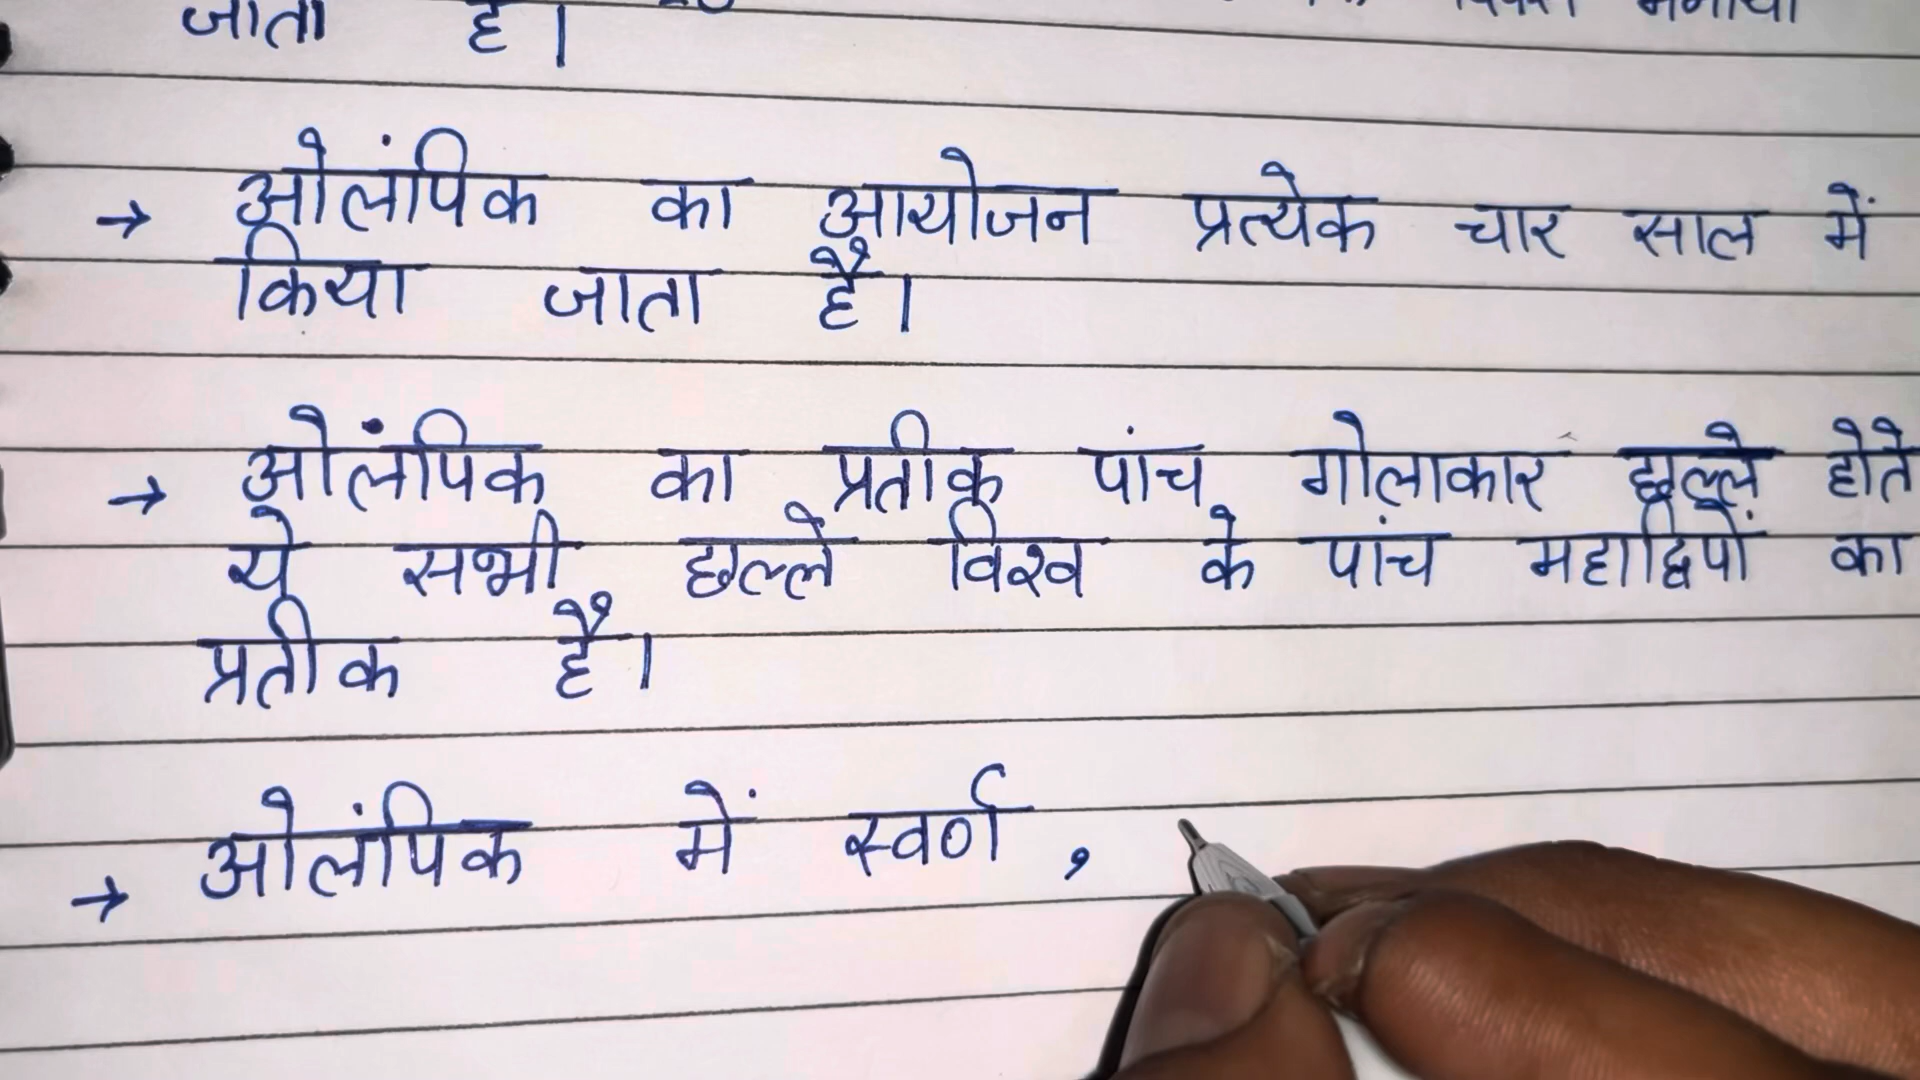 जाता है।
→ ओलंपिक का आयोजन प्रत्येक चार साल में
किया जाता है।
→ ओलंपिक का प्रतीक पांच गोलाकार छल्ले होते
ये सभी छल्ले विश्व के पांच महाद्विपों का
प्रतीक है।
→ ओलंपिक में स्वर्ण ,